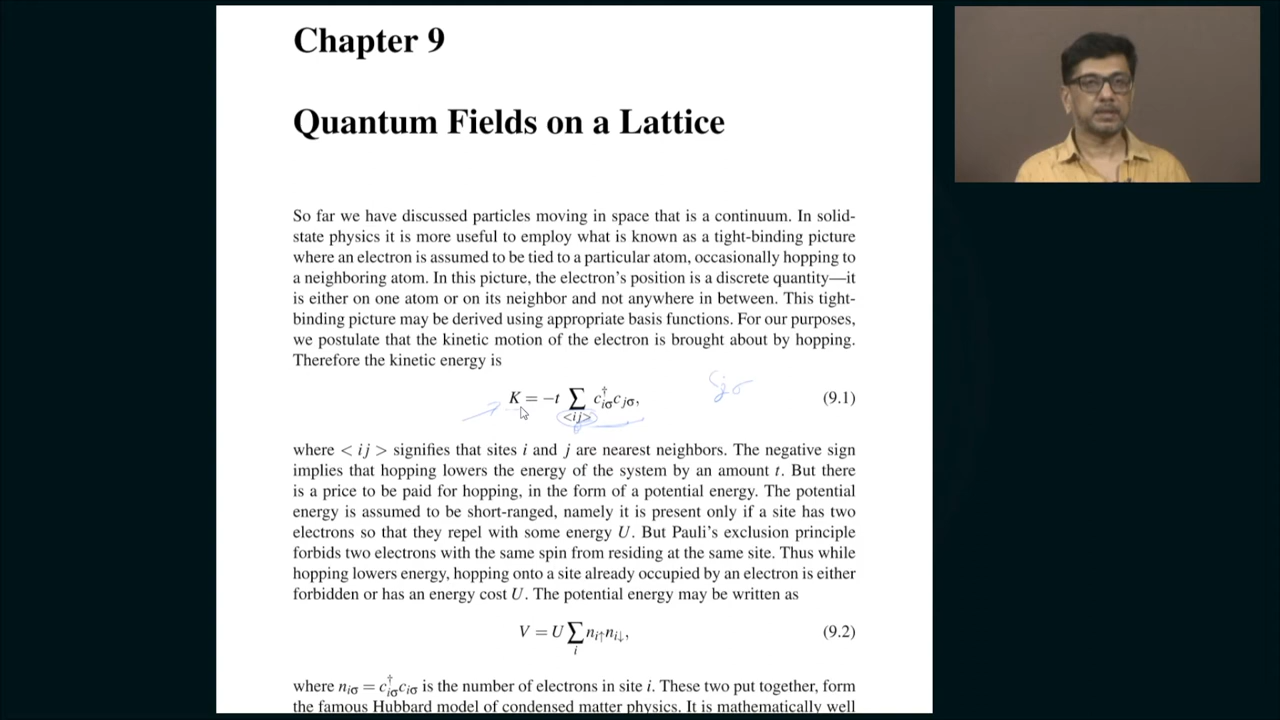 Chapter 9
Quantum Fields on a Lattice
So far we have discussed particles moving in space that is a continuum. In solid-
state physics it is more useful to employ what is known as a tight-binding picture
where an electron is assumed to be tied to a particular atom, occasionally hopping to
a neighboring atom. In this picture, the electron's position is a discrete quantity—it
is either on one atom or on its neighbor and not anywhere in between. This tight-
binding picture may be derived using appropriate basis functions. For our purposes,
we postulate that the kinetic motion of the electron is brought about by hopping.
Therefore the kinetic energy is
K = −t ∑ c†iσ cjσ, (9.1)
<ij>
where < ij > signifies that sites i and j are nearest neighbors. The negative sign
implies that hopping lowers the energy of the system by an amount t. But there
is a price to be paid for hopping, in the form of a potential energy. The potential
energy is assumed to be short-ranged, namely it is present only if a site has two
electrons so that they repel with some energy U. But Pauli's exclusion principle
forbids two electrons with the same spin from residing at the same site. Thus while
hopping lowers energy, hopping onto a site already occupied by an electron is either
forbidden or has an energy cost U. The potential energy may be written as
V = U ∑ ni↑ni↓, (9.2)
i
where niσ = c†iσ ciσ is the number of electrons in site i. These two put together, form
the famous Hubbard model of condensed matter physics. It is mathematically well